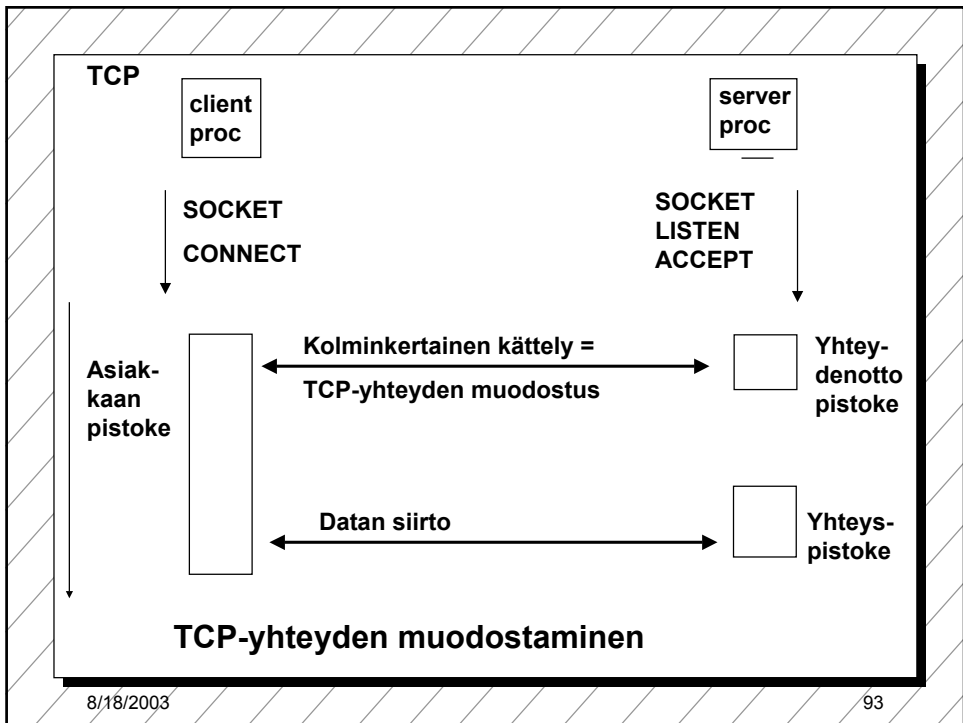 TCP
client
proc
server
proc
SOCKET
CONNECT
SOCKET
LISTEN
ACCEPT
Asiak-
kaan
pistoke
Kolminkertainen kättely =
TCP-yhteyden muodostus
Yhtey-
denotto
pistoke
Datan siirto
Yhteys-
pistoke
TCP-yhteyden muodostaminen
8/18/2003
93